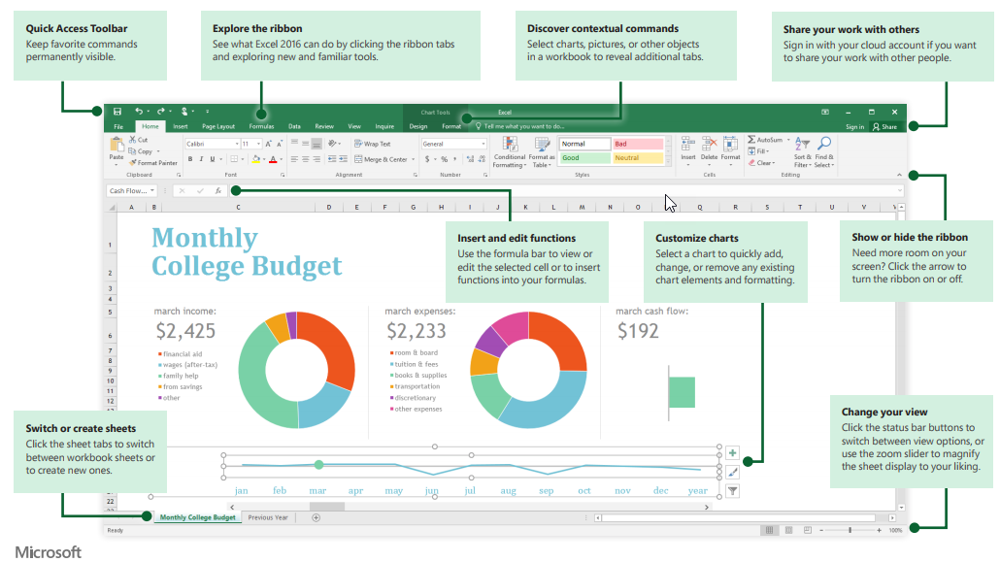 Quick Access Toolbar
Keep favorite commands
permanently visible.
Explore the ribbon
See what Excel 2016 can do by clicking the ribbon tabs
and exploring new and familiar tools.
Discover contextual commands
Select charts, pictures, or other objects
in a workbook to reveal additional tabs.
Share your work with others
Sign in with your cloud account if you want
to share your work with other people.
Chart Tools Excel
File Home Insert Page Layout Formulas Data Review View Inquire Design Format Tell me what you want to do... Sign in Share
Paste
Cut
Copy
Format Painter
Clipboard
Calibri 11
B I U
Font
Wrap Text
Merge & Center
Alignment
General
$ %
Number
Conditional Formatting
Format as Table
Normal Bad
Good Neutral
Styles
Insert Delete Format
Cells
AutoSum
Fill
Clear
Sort & Filter
Find & Select
Editing
Cash Flow... fx
A B C D E F G H I J K L M N O Q R S T U V
Insert and edit functions
Use the formula bar to view or
edit the selected cell or to insert
functions into your formulas.
Customize charts
Select a chart to quickly add,
change, or remove any existing
chart elements and formatting.
Show or hide the ribbon
Need more room on your
screen? Click the arrow to
turn the ribbon on or off.
1
2
3
4
5
6
7
8
9
10
11
12
Monthly
College Budget
march income:
$2,425
financial aid
wages (after-tax)
family help
from savings
other
march expenses:
$2,233
room & board
tuition & fees
books & supplies
transportation
discretionary
other expenses
march cash flow:
$192
Switch or create sheets
Click the sheet tabs to switch
between workbook sheets or
to create new ones.
Change your view
Click the status bar buttons to
switch between view options, or
use the zoom slider to magnify
the sheet display to your liking.
jan feb mar apr may jun jul aug sep oct nov dec year
22
Monthly College Budget Previous Year
Ready 100%
Microsoft